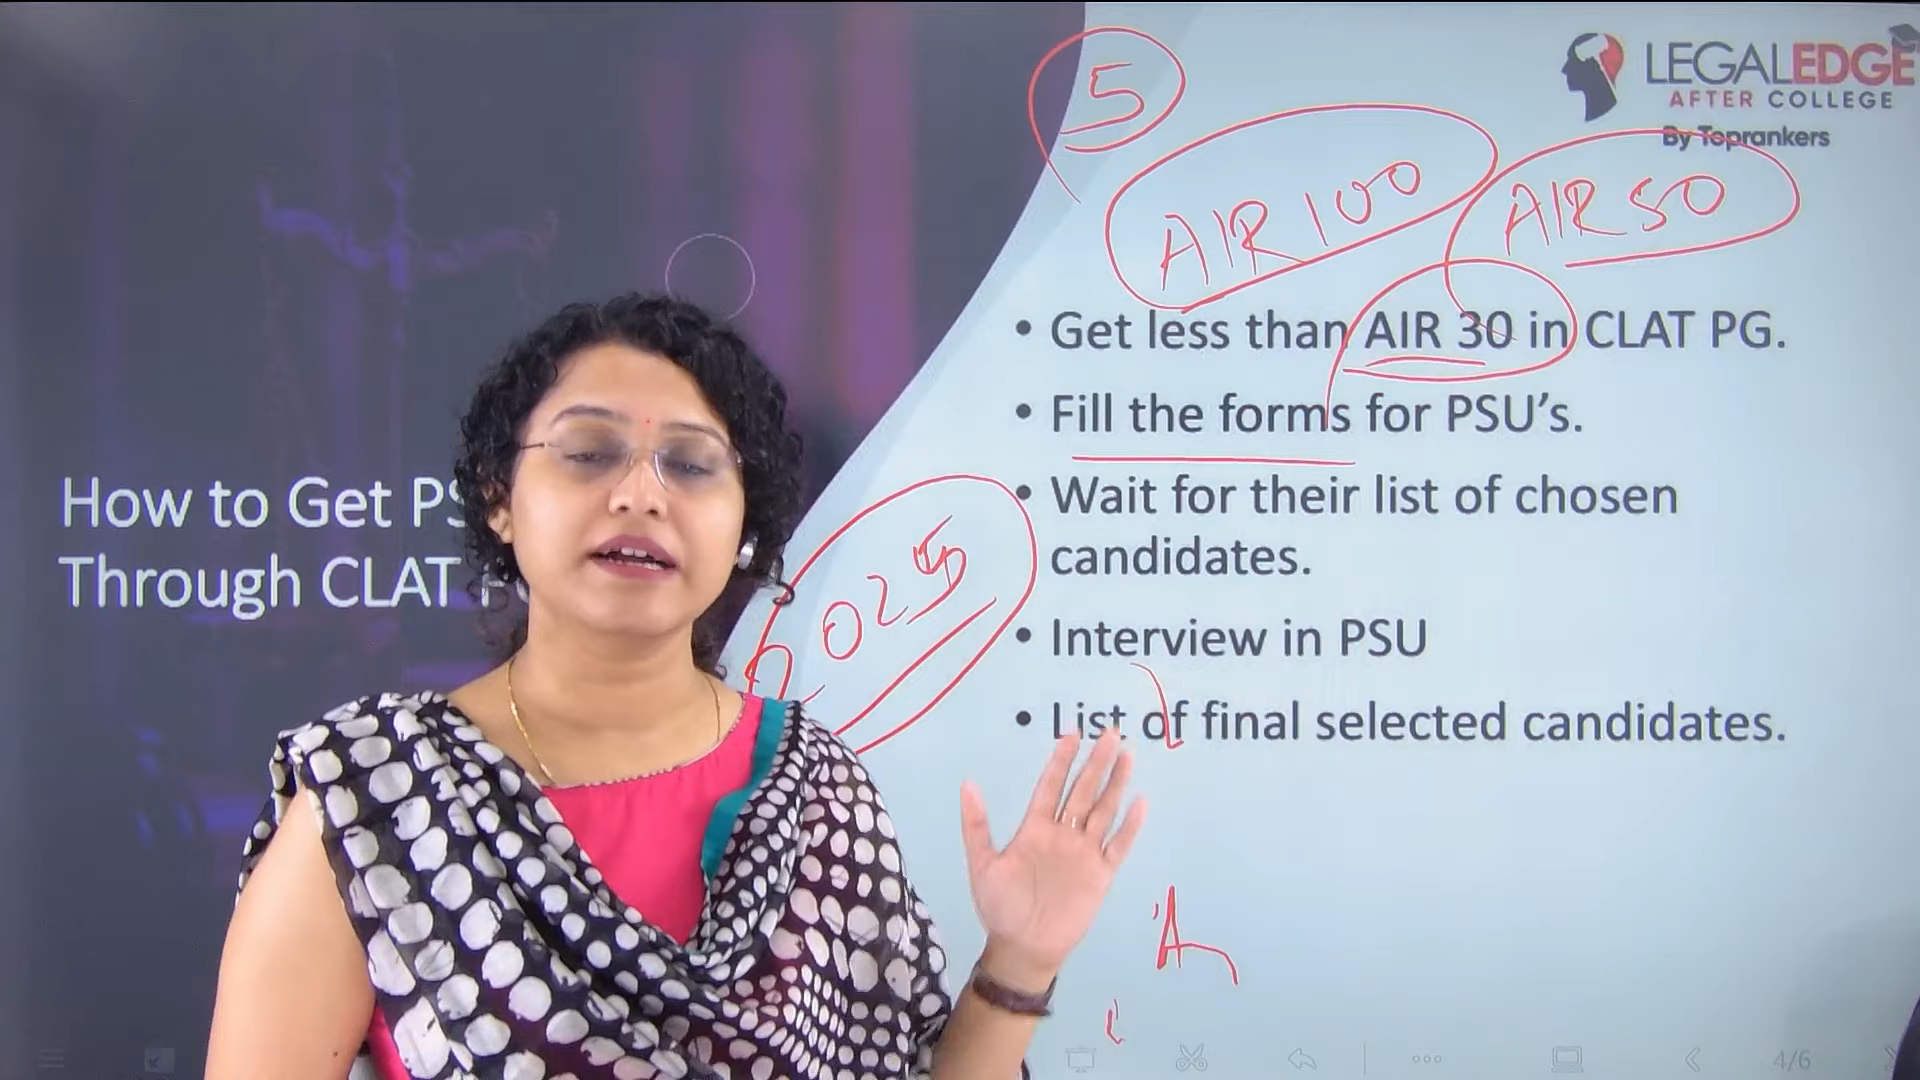 LEGALEDGE
AFTER COLLEGE
By Toprankers
5
AIR 100
AIR 50
How to Get PS
Through CLAT P
• Get less than AIR 30 in CLAT PG.
• Fill the forms for PSU's.
• Wait for their list of chosen
candidates.
• Interview in PSU
• List of final selected candidates.
2025
A
4/6